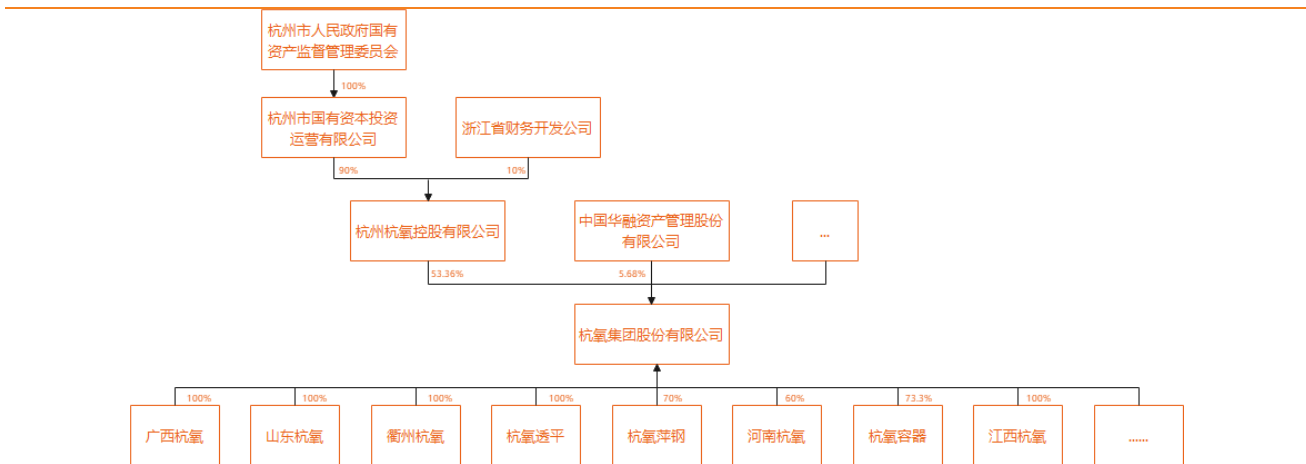 杭州市人民政府国有
资产监督管理委员会
100%
杭州市国有资本投资
运营有限公司
浙江省财务开发公司
90%
10%
杭州杭氧控股有限公司
中国华融资产管理股份
有限公司
...
53.36%
5.68%
杭氧集团股份有限公司
100%
100%
100%
100%
70%
60%
73.3%
100%
广西杭氧
山东杭氧
衢州杭氧
杭氧透平
杭氧萍钢
河南杭氧
杭氧容器
江西杭氧
......